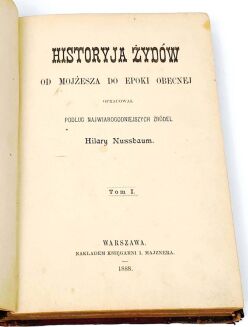 HISTORYJA ŻYDÓW
OD MOJŻESZA DO EPOKI OBECNEJ
OPRACOWAŁ
PODŁUG NAJWIAROGODNIEJSZYCH ŹRÓDEŁ
Hilary Nussbaum.
Tom I.
WARSZAWA.
NAKŁADEM KSIĘGARNI L MAJZNERA.
1888.